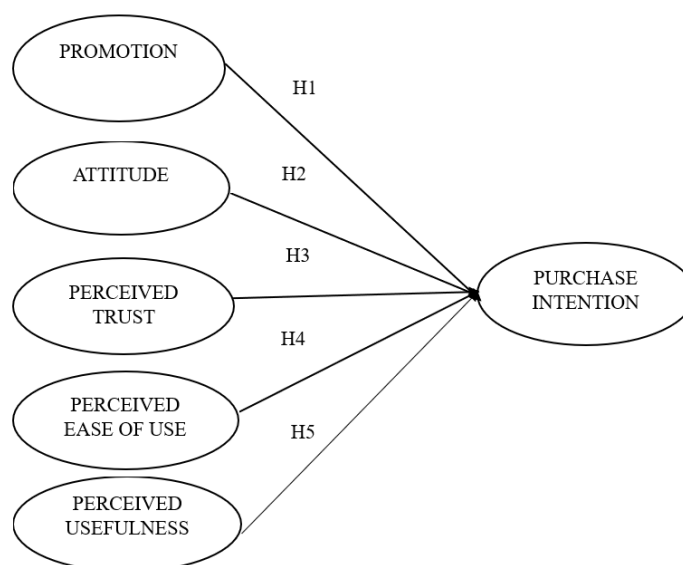 PROMOTION
H1
ATTITUDE
H2
H3
PERCEIVED
TRUST
PURCHASE
INTENTION
H4
PERCEIVED
EASE OF USE
H5
PERCEIVED
USEFULNESS